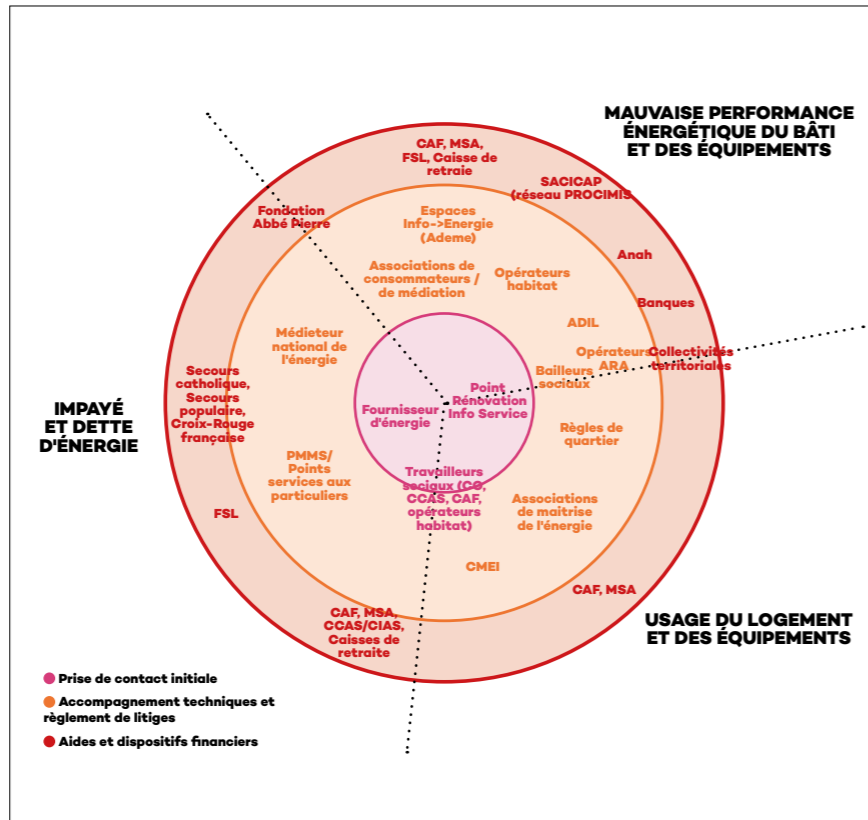 MAUVAISE PERFORMANCE
ÉNERGÉTIQUE DU BÂTI
ET DES ÉQUIPEMENTS
CAF, MSA,
FSL, Caisse de
retraie
SACICAP
(réseau PROCIMIS
Fondation
Abbé Pierre
Espaces
Info->Energie
(Ademe)
Anah
Associations de
consommateurs /
de médiation
Opérateurs
habitat
Banques
ADIL
Médieteur
national de
l'énergie
Opérateurs
ARA
Collectivités
territoriales
Bailleurs
sociaux
Secours
catholique,
Secours
populaire,
Croix-Rouge
française
Point
Rénovation
Info Service
Fournisseur
d'énergie
IMPAYÉ
ET DETTE
D'ÉNERGIE
Règles de
quartier
PMMS/
Points
services aux
particuliers
Travailleurs
sociaux (CG,
CCAS, CAF,
opérateurs
habitat)
Associations
de maitrise
de l'énergie
FSL
CMEI
CAF, MSA
CAF, MSA,
CCAS/CIAS,
Caisses de
retraite
USAGE DU LOGEMENT
ET DES ÉQUIPEMENTS
Prise de contact initiale
Accompagnement techniques et
règlement de litiges
Aides et dispositifs financiers